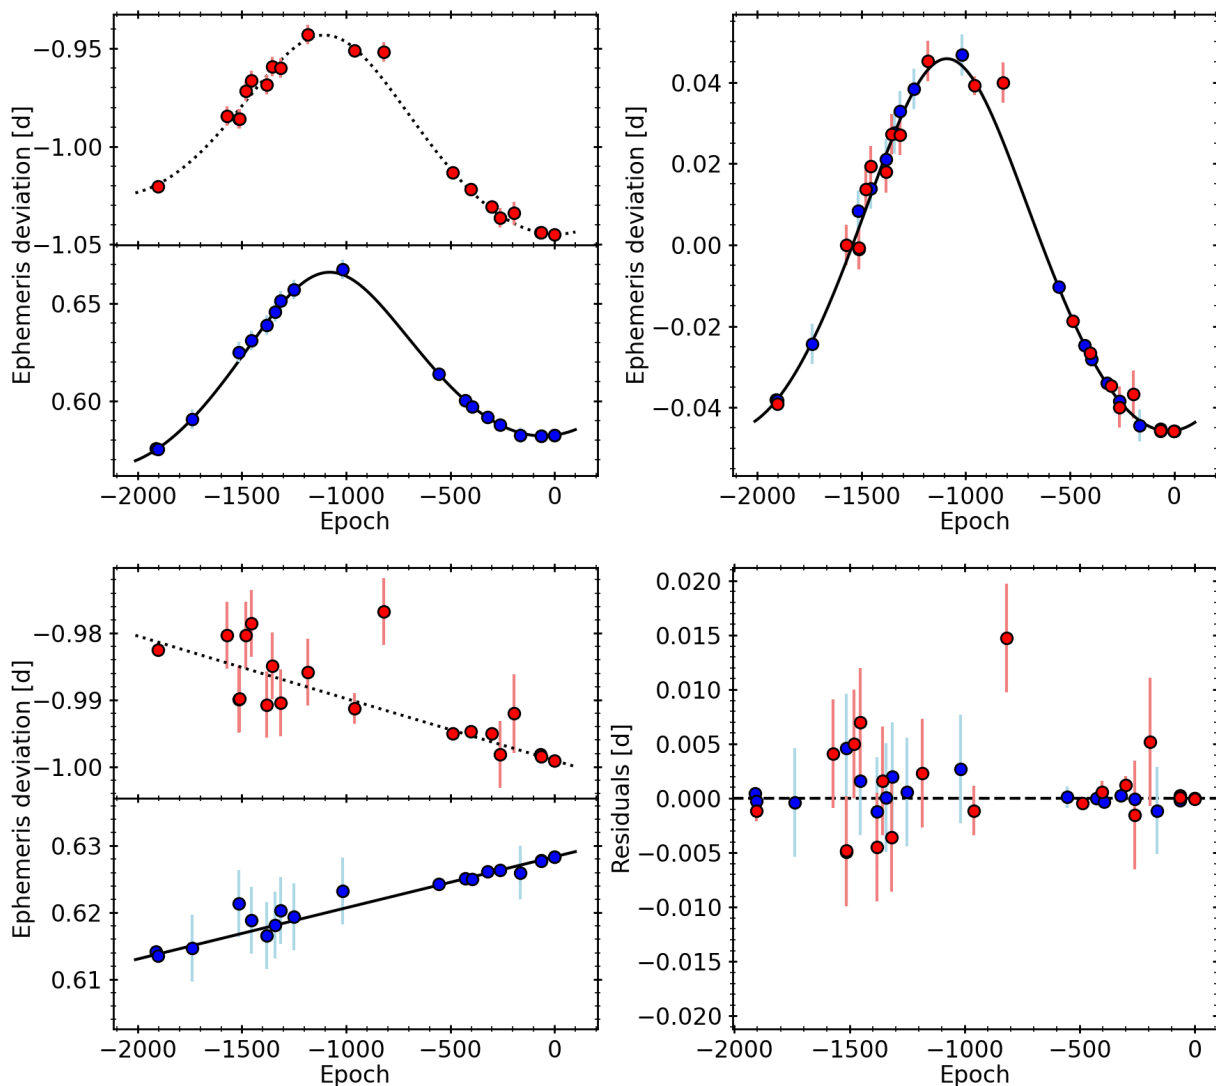 Ephemeris deviation [d]
−0.95
−1.00
−1.05
0.65
0.60
−2000 −1500 −1000 −500 0
Epoch
Ephemeris deviation [d]
0.04
0.02
0.00
−0.02
−0.04
−2000 −1500 −1000 −500 0
Epoch
Ephemeris deviation [d]
−0.98
−0.99
−1.00
0.63
0.62
0.61
−2000 −1500 −1000 −500 0
Epoch
Residuals [d]
0.020
0.015
0.010
0.005
0.000
−0.005
−0.010
−0.015
−0.020
−2000 −1500 −1000 −500 0
Epoch